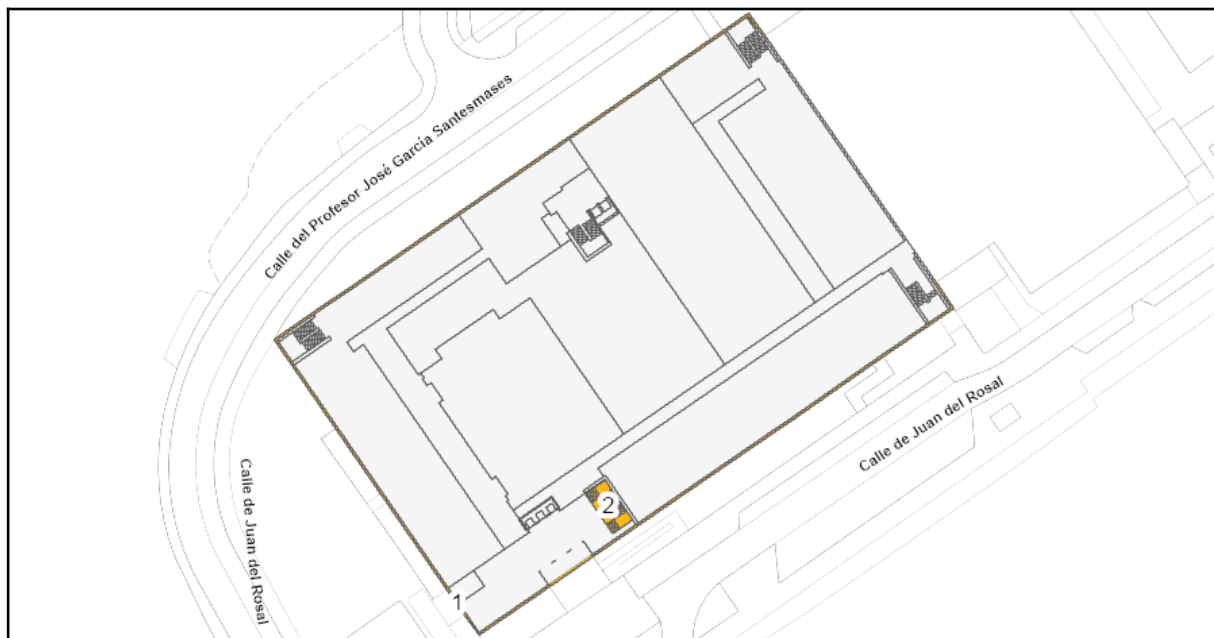 Calle del Profesor José García Santesmases
Calle de Juan del Rosal
Calle de Juan del Rosal
2
1